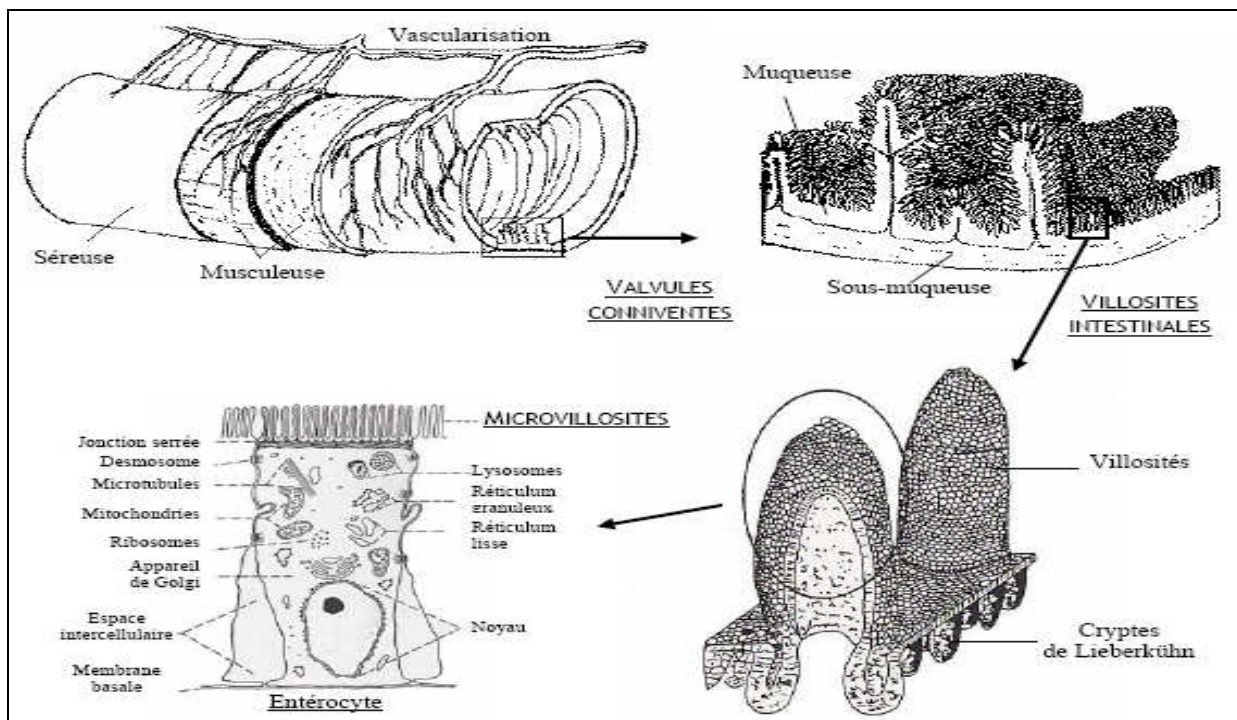 Vascularisation
Séreuse
Musculeuse
VALVULES
CONNIVENTES
Muqueuse
Sous-muqueuse
VILLOSITES
INTESTINALES
MICROVILLOSITES
Jonction serrée
Desmosome
Microtubules
Mitochondries
Ribosomes
Appareil
de Golgi
Espace
intercellulaire
Membrane
basale
Lysosomes
Réticulum
granuleux
Réticulum
lisse
Noyau
Entérocyte
Villosités
Cryptes
de Lieberkühn